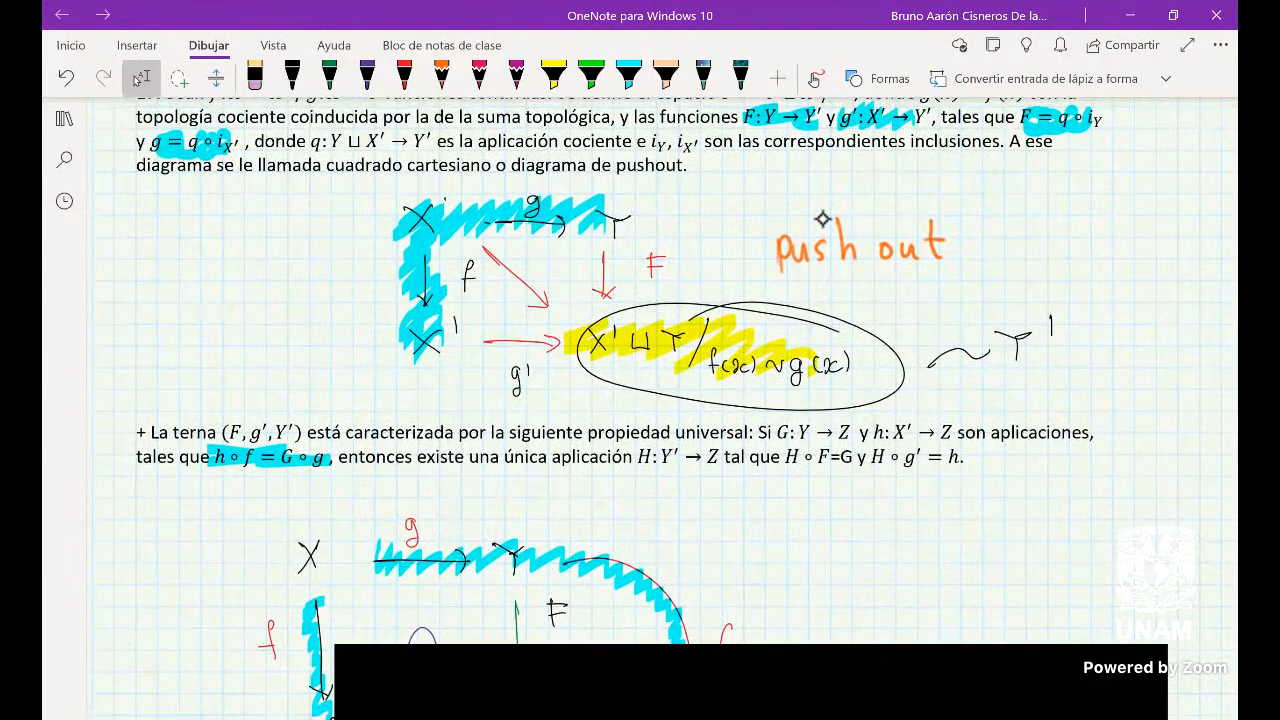 OneNote para Windows 10
Bruno Aarón Cisneros De la...
Inicio Insertar Dibujar Vista Ayuda Bloc de notas de clase
Compartir
Formas
Convertir entrada de lápiz a forma
topología cociente coinducida por la de la suma topológica, y las funciones F: Y → Y′ y g′: X′ → Y′, tales que F = q ∘ i_Y
y g = q ∘ i_X′ , donde q: Y ⊔ X′ → Y′ es la aplicación cociente e i_Y, i_X′ son las correspondientes inclusiones. A ese
diagrama se le llamada cuadrado cartesiano o diagrama de pushout.
X g Y
push out
f F
X′ g′ X′ ⊔ Y / f(x) ~ g(x) ~ Y′
+ La terna (F, g′, Y′) está caracterizada por la siguiente propiedad universal: Si G: Y → Z y h: X′ → Z son aplicaciones,
tales que h ∘ f = G ∘ g, entonces existe una única aplicación H: Y′ → Z tal que H ∘ F=G y H ∘ g′ = h.
X g Y
f F
UNAM
Powered by Zoom